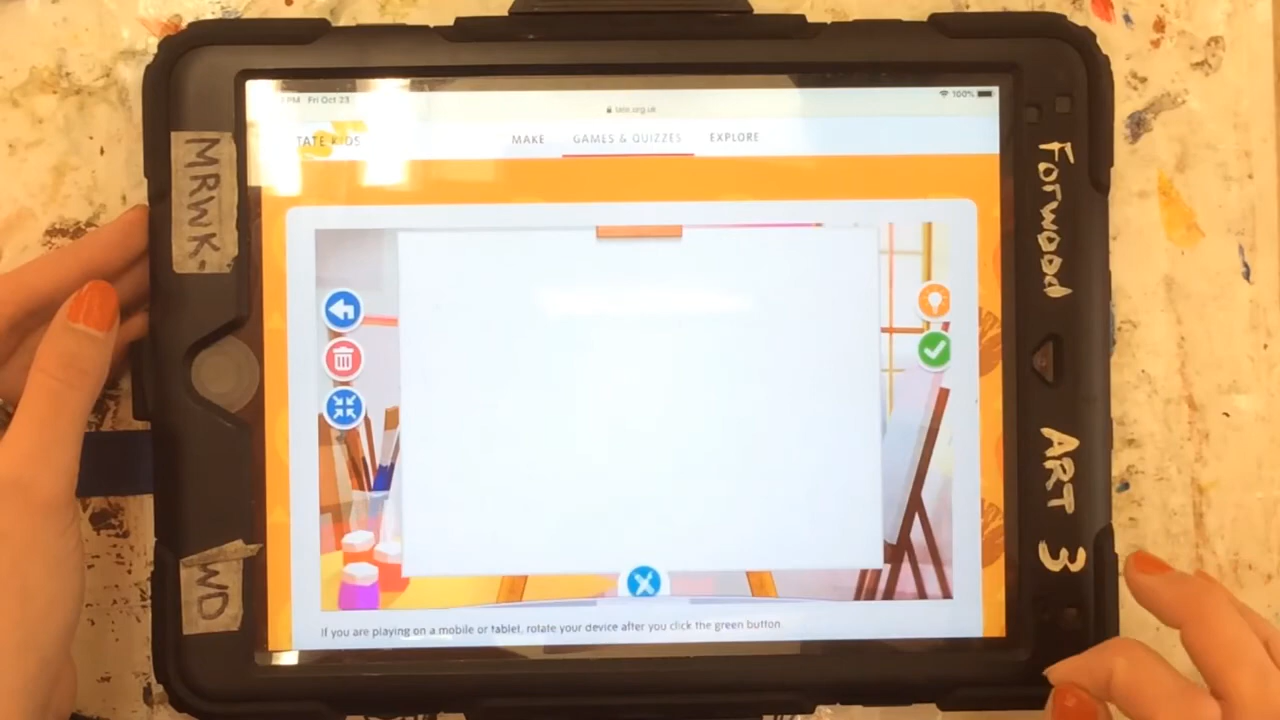 Fri Oct 23
100%
tate.org.uk
TATE KIDS
MAKE
GAMES & QUIZZES
EXPLORE
If you are playing on a mobile or tablet, rotate your device after you click the green button.
MRWK.
WD
Forwood
ART 3